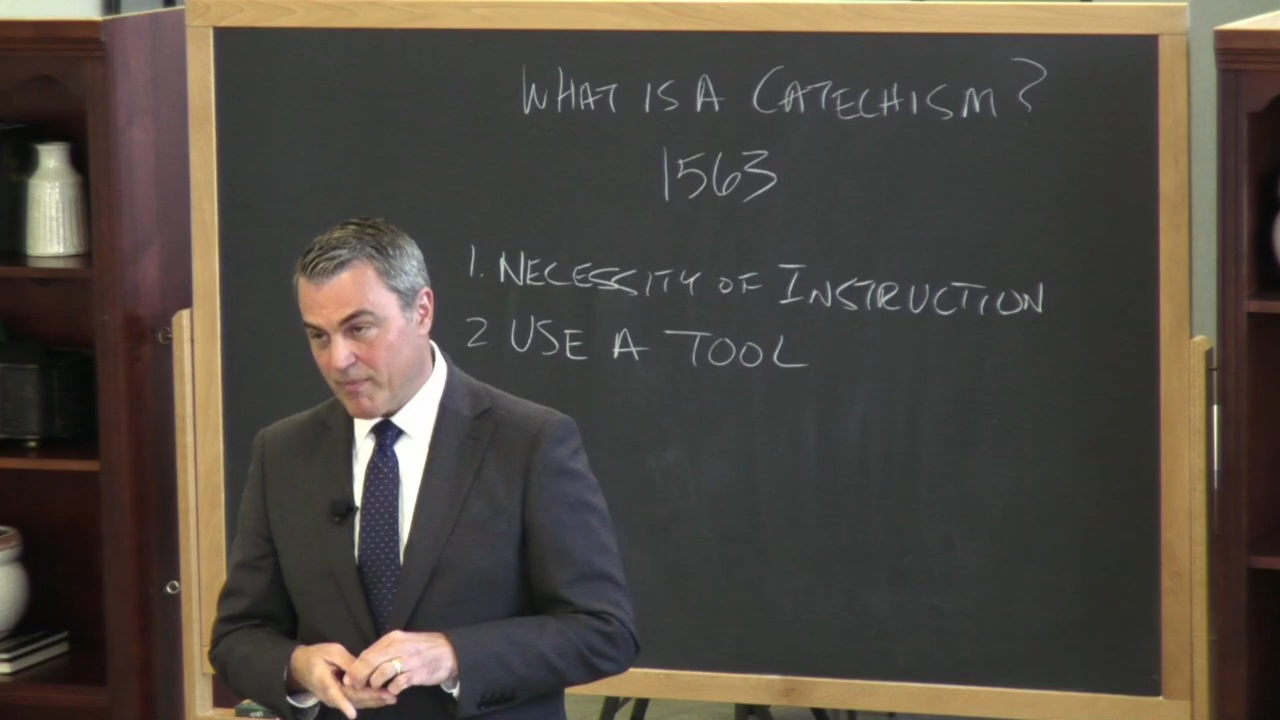 WHAT IS A CATECHISM?
1563
1. NECESSITY OF INSTRUCTION
2 USE A TOOL